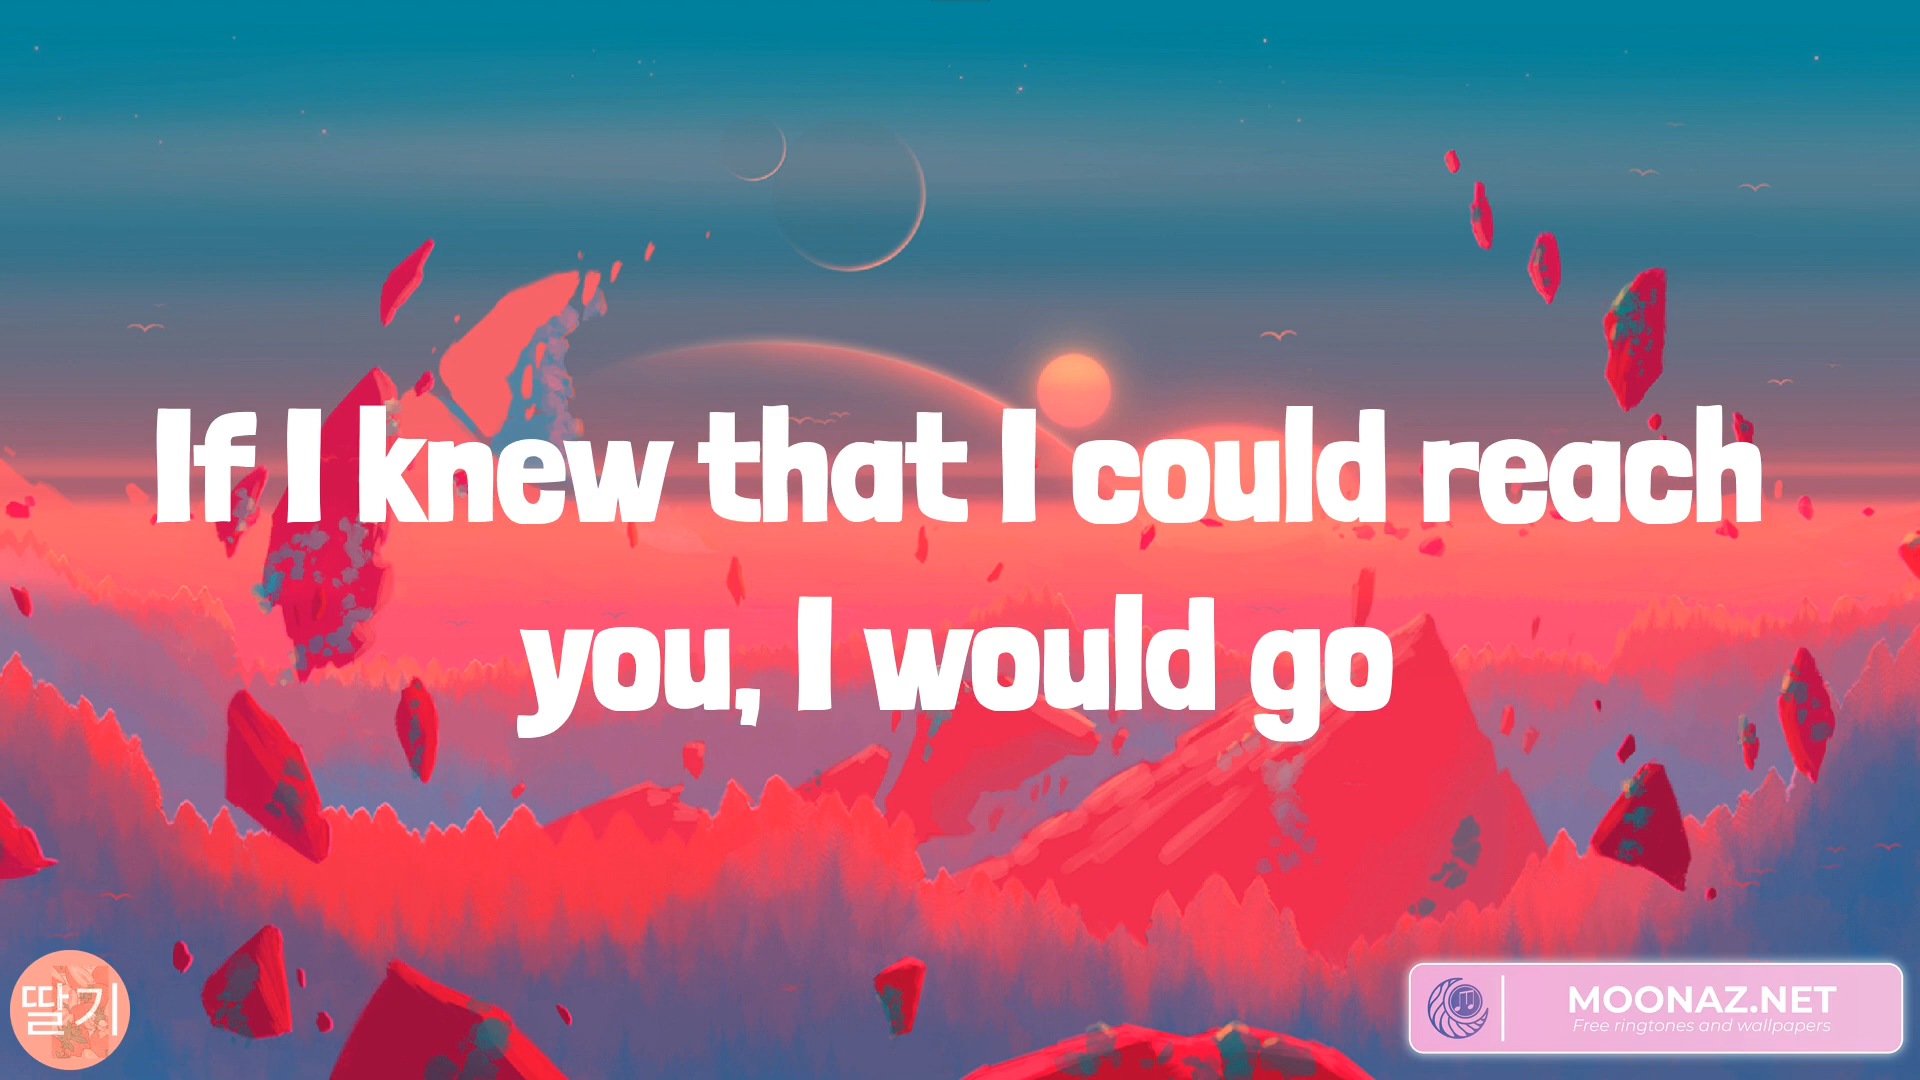 If I knew that I could reach
you, I would go
딸기
MOONAZ.NET
Free ringtones and wallpapers